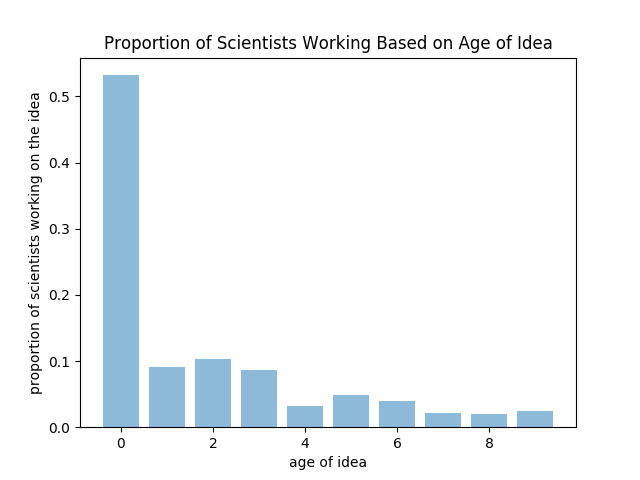 Proportion of Scientists Working Based on Age of Idea
proportion of scientists working on the idea
0.5
0.4
0.3
0.2
0.1
0.0
0 2 4 6 8
age of idea